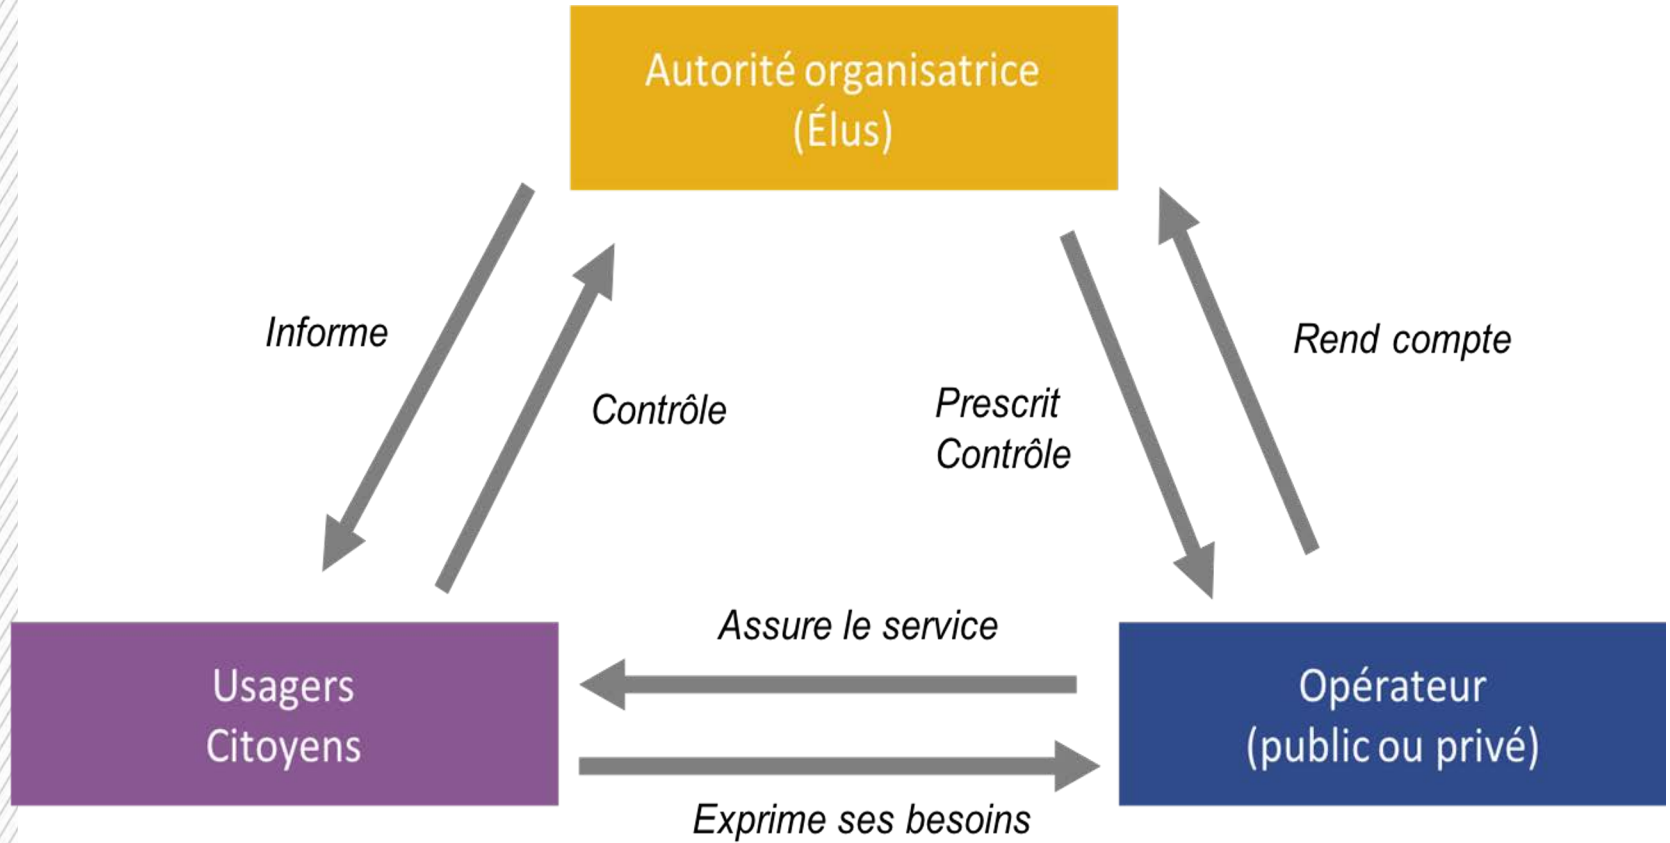 Autorité organisatrice
(Élus)
Informe
Contrôle
Prescrit
Contrôle
Rend compte
Assure le service
Usagers
Citoyens
Opérateur
(public ou privé)
Exprime ses besoins